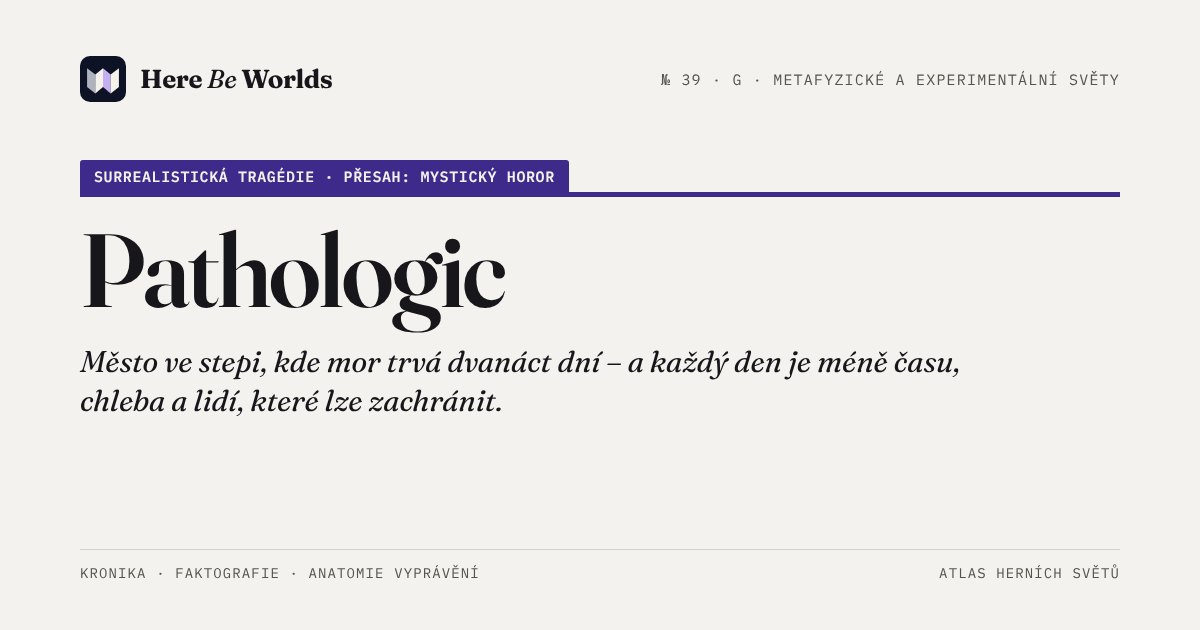 Here Be Worlds
№ 39 · G · METAFYZICKÉ A EXPERIMENTÁLNÍ SVĚTY
SURREALISTICKÁ TRAGÉDIE · PŘESAH: MYSTICKÝ HOROR
Pathologic
Město ve stepi, kde mor trvá dvanáct dní – a každý den je méně času,
chleba a lidí, které lze zachránit.
KRONIKA · FAKTOGRAFIE · ANATOMIE VYPRÁVĚNÍ
ATLAS HERNÍCH SVĚTŮ